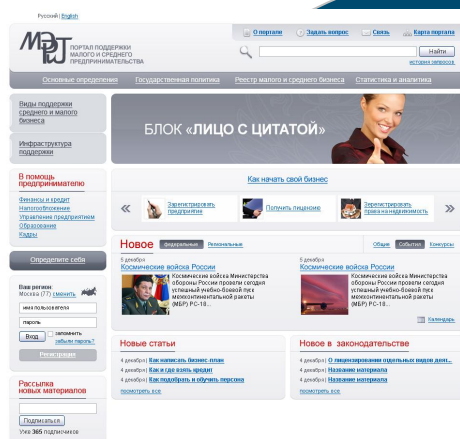 Русский | English
О портале
Задать вопрос
Связь
Карта портала
МЭРТ
ПОРТАЛ ПОДДЕРЖКИ
МАЛОГО И СРЕДНЕГО
ПРЕДПРИНИМАТЕЛЬСТВА
Найти
история запросов
Основные определения
Государственная политика
Реестр малого и среднего бизнеса
Статистика и аналитика
Виды поддержки
среднего и малого
бизнеса
Инфраструктура
поддержки
БЛОК «ЛИЦО С ЦИТАТОЙ»
В помощь
предпринимателю
Финансы и кредит
Налогообложение
Управление предприятием
Образование
Кадры
Определите себя
Как начать свой бизнес
Зарегистрировать
предприятие
Получить лицензию
Зарегистрировать
права на недвижимость
Новое
федеральные
Региональные
Общие
События
Конкурсы
5 декабря
Космические войска России
Космические войска Министерства
обороны России провели сегодня
успешный учебно-боевой пуск
межконтинентальной ракеты
(МБР) РС-18...
5 декабря
Космические войска России
Космические войска Министерства
обороны России провели сегодня
успешный учебно-боевой пуск
межконтинентальной ракеты
(МБР) РС-18...
Календарь
Ваш регион:
Москва (77) сменить
имя пользователя
пароль
Вход
запомнить
забыли пароль?
Регистрация
Рассылка
новых материалов
Подписаться
Уже 365 подписчиков
Новые статьи
4 декабря | Как написать бизнес-план
4 декабря | Как и где взять кредит
4 декабря | Как подобрать и обучить персона
посмотреть все
Новое в законодательстве
4 декабря | О лицензировании отдельных видов деят...
4 декабря | Название материала
4 декабря | Название материала
посмотреть все